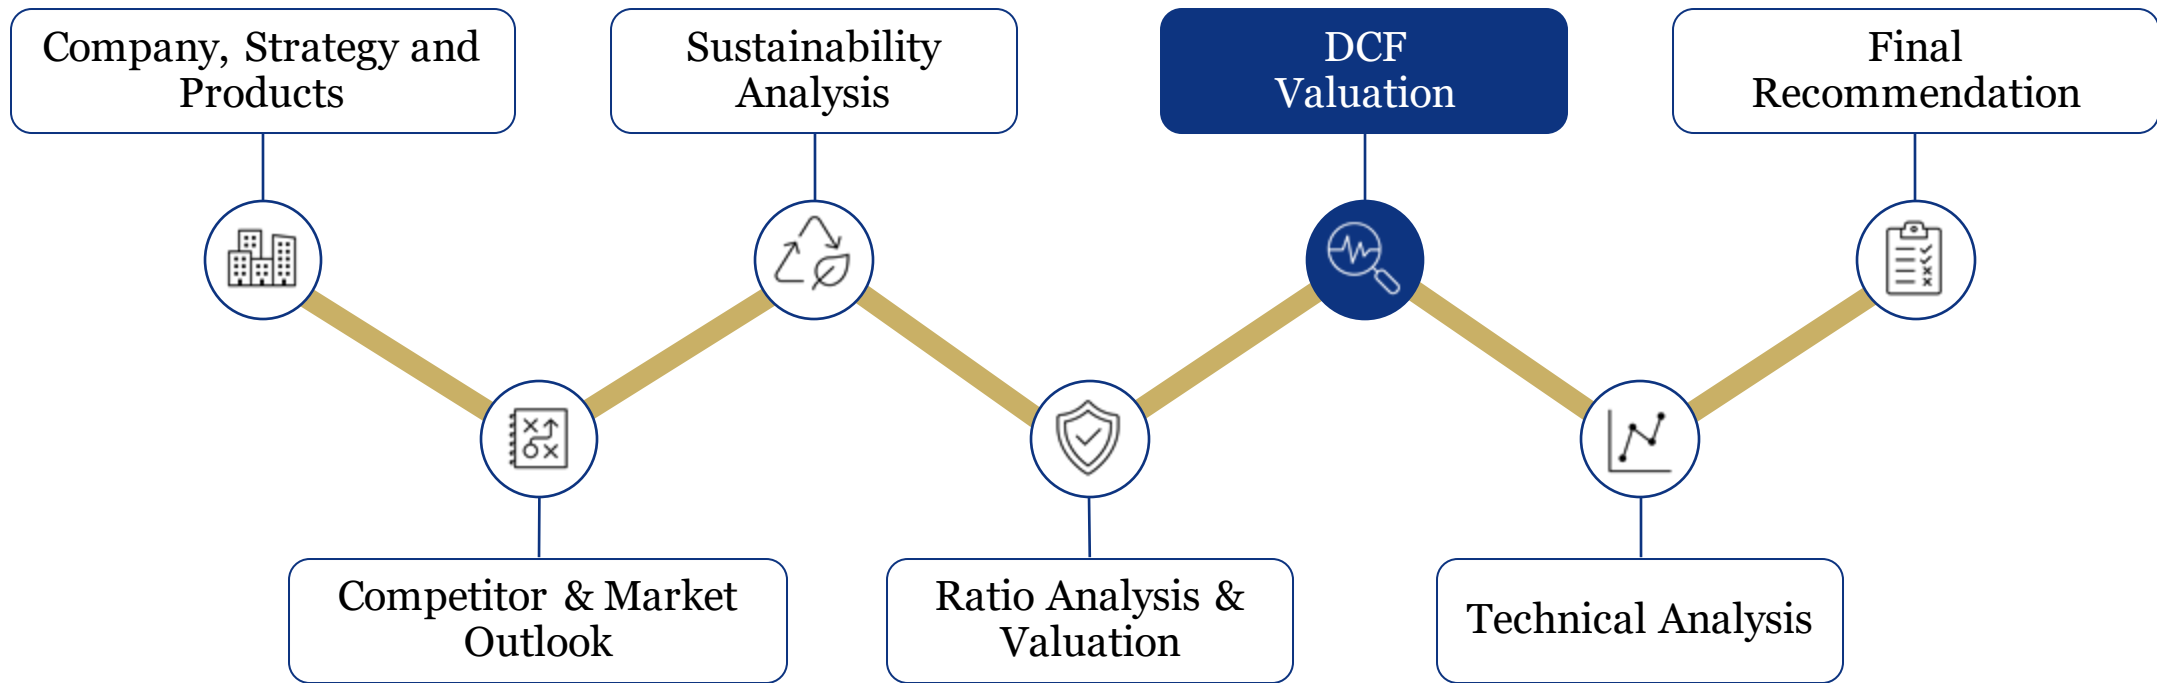 Company, Strategy and
Products
Sustainability
Analysis
DCF
Valuation
Final
Recommendation
Competitor & Market
Outlook
Ratio Analysis &
Valuation
Technical Analysis